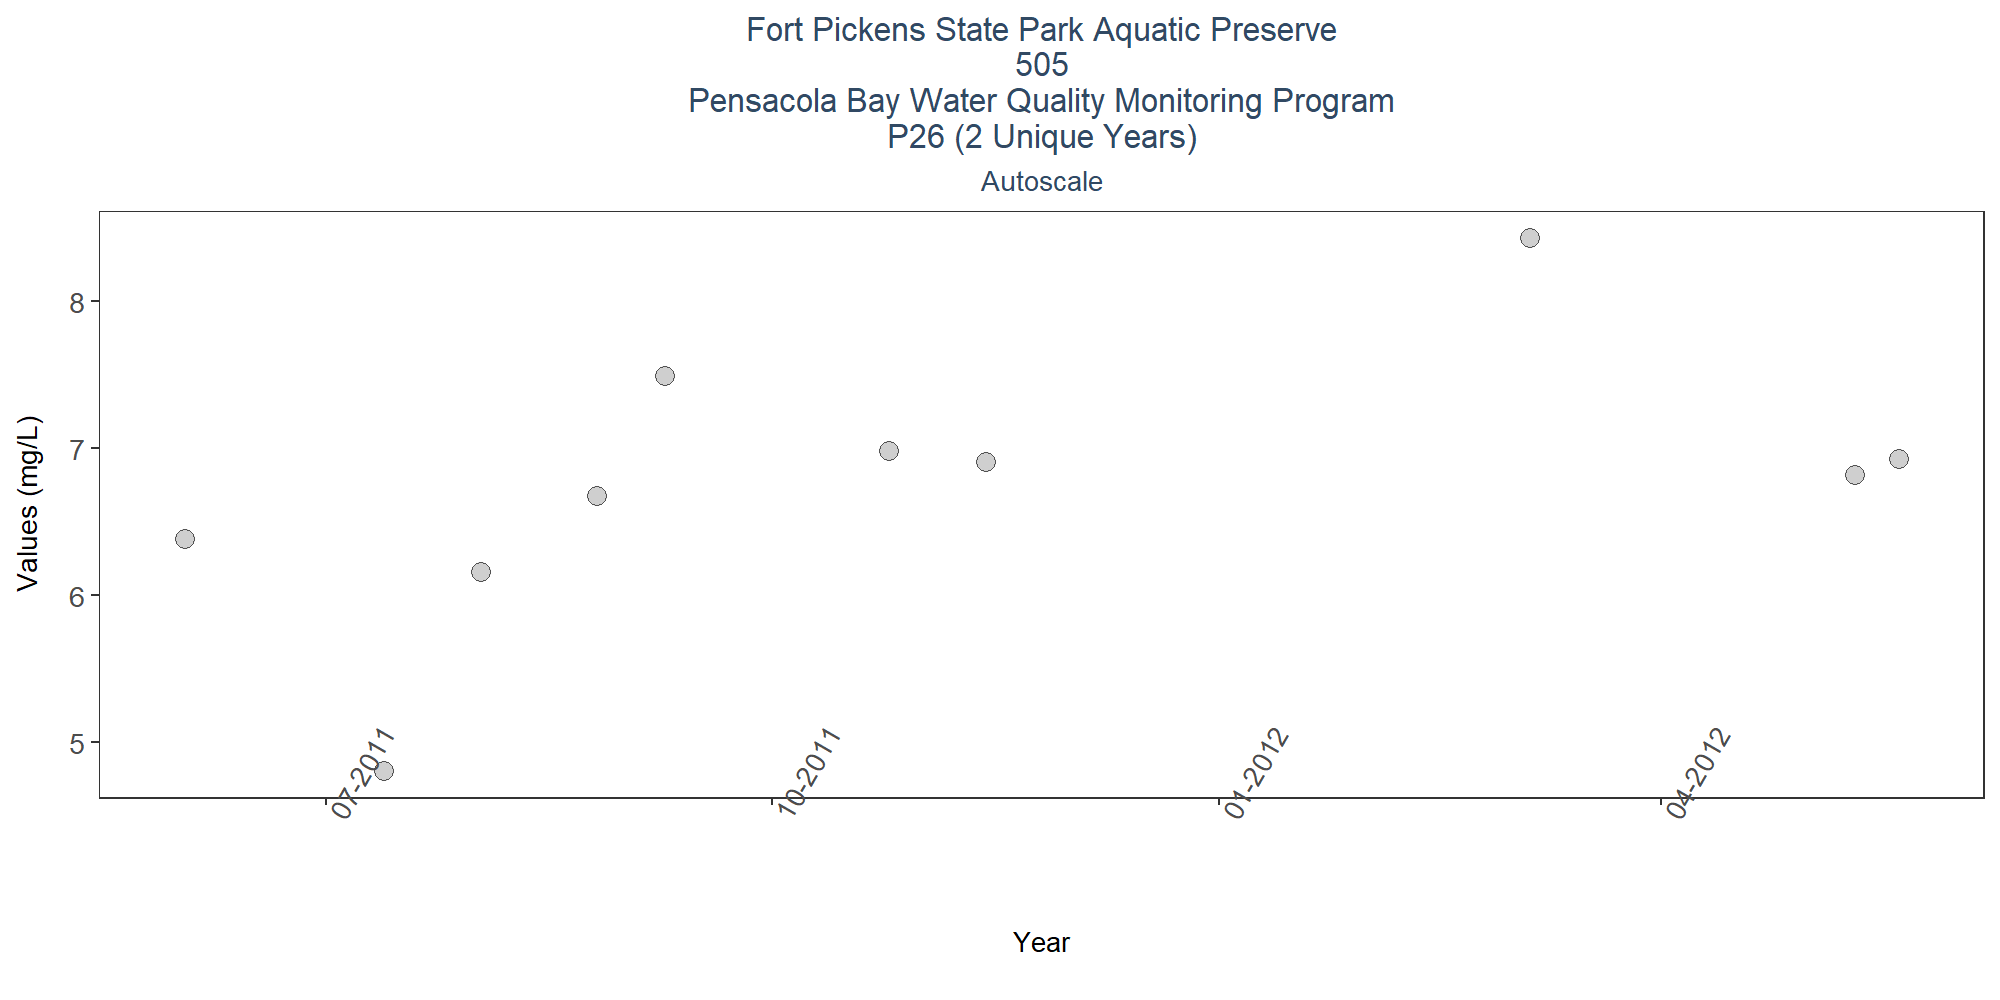 Fort Pickens State Park Aquatic Preserve
505
Pensacola Bay Water Quality Monitoring Program
P26 (2 Unique Years)
Autoscale
Values (mg/L)
8
7
6
5
07-2011
10-2011
01-2012
04-2012
Year